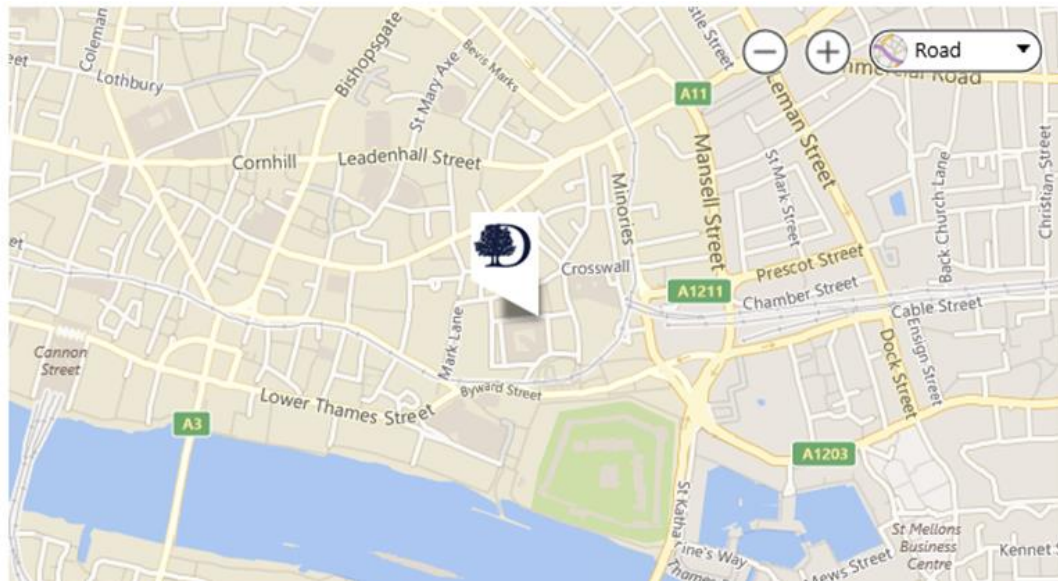 Coleman
Lothbury
Bishopsgate
Bevis Marks
St Mary Axe
Cornhill
Leadenhall Street
− + Road
Road
A11
Leman Street
Mansell Street
St Mark Street
Minories
Back Church Lane
Christian Street
D
Crosswall
Prescot Street
A1211
Chamber Street
Cable Street
Cannon
Street
Mark Lane
Byward Street
Lower Thames Street
Dock Street
Ensign Street
A3
A1203
St Katha
ine's Way
Thames
St Mellons
Business
Centre
Mews Street
Kennet S